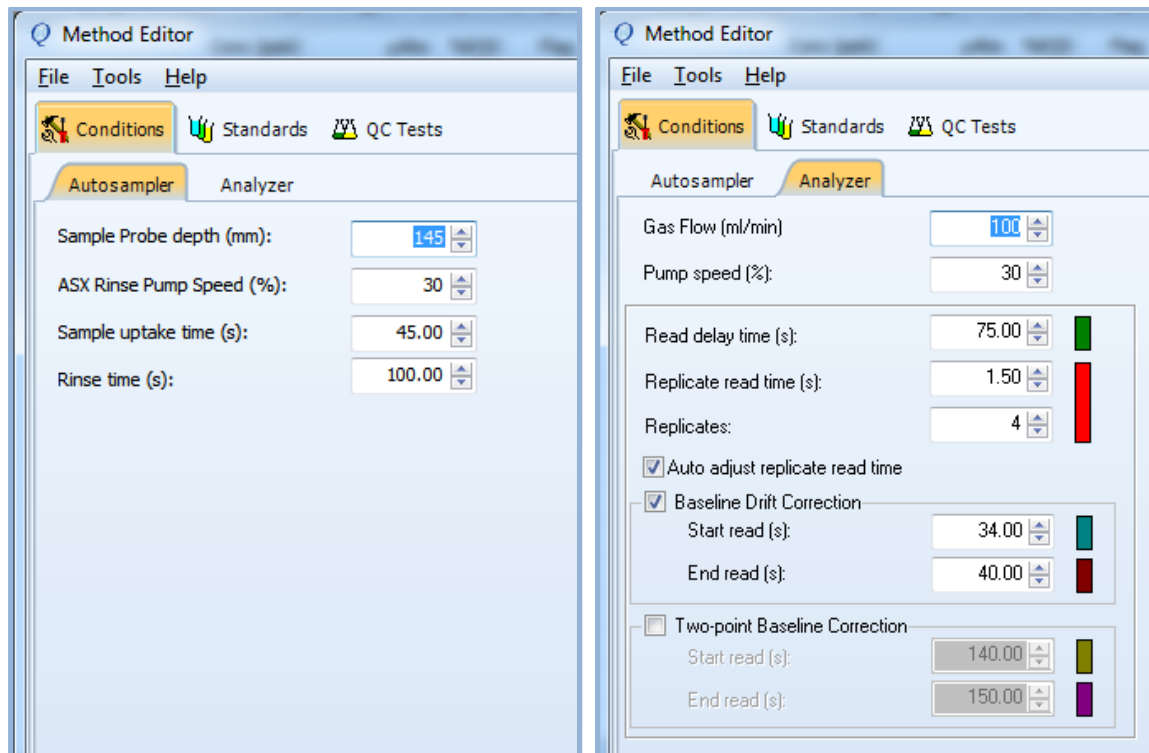 Method Editor
File Tools Help
Conditions Standards QC Tests
Autosampler Analyzer
Sample Probe depth (mm): 145
ASX Rinse Pump Speed (%): 30
Sample uptake time (s): 45.00
Rinse time (s): 100.00
Method Editor
File Tools Help
Conditions Standards QC Tests
Autosampler Analyzer
Gas Flow (ml/min) 100
Pump speed (%): 30
Read delay time (s): 75.00
Replicate read time (s): 1.50
Replicates: 4
Auto adjust replicate read time
Baseline Drift Correction
Start read (s): 34.00
End read (s): 40.00
Two-point Baseline Correction
Start read (s): 140.00
End read (s): 150.00